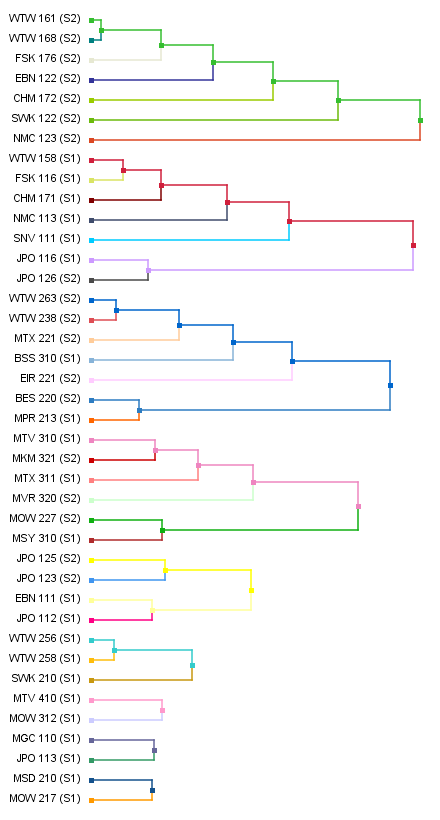 WTW 161 (S2)
WTW 168 (S2)
FSK 176 (S2)
EBN 122 (S2)
CHM 172 (S2)
SWK 122 (S2)
NMC 123 (S2)
WTW 158 (S1)
FSK 116 (S1)
CHM 171 (S1)
NMC 113 (S1)
SNV 111 (S1)
JPO 116 (S1)
JPO 126 (S2)
WTW 263 (S2)
WTW 238 (S2)
MTX 221 (S2)
BSS 310 (S1)
EIR 221 (S2)
BES 220 (S2)
MPR 213 (S1)
MTV 310 (S1)
MKM 321 (S2)
MTX 311 (S1)
MVR 320 (S2)
MOW 227 (S2)
MSY 310 (S1)
JPO 125 (S2)
JPO 123 (S2)
EBN 111 (S1)
JPO 112 (S1)
WTW 256 (S1)
WTW 258 (S1)
SWK 210 (S1)
MTV 410 (S1)
MOW 312 (S1)
MGC 110 (S1)
JPO 113 (S1)
MSD 210 (S1)
MOW 217 (S1)